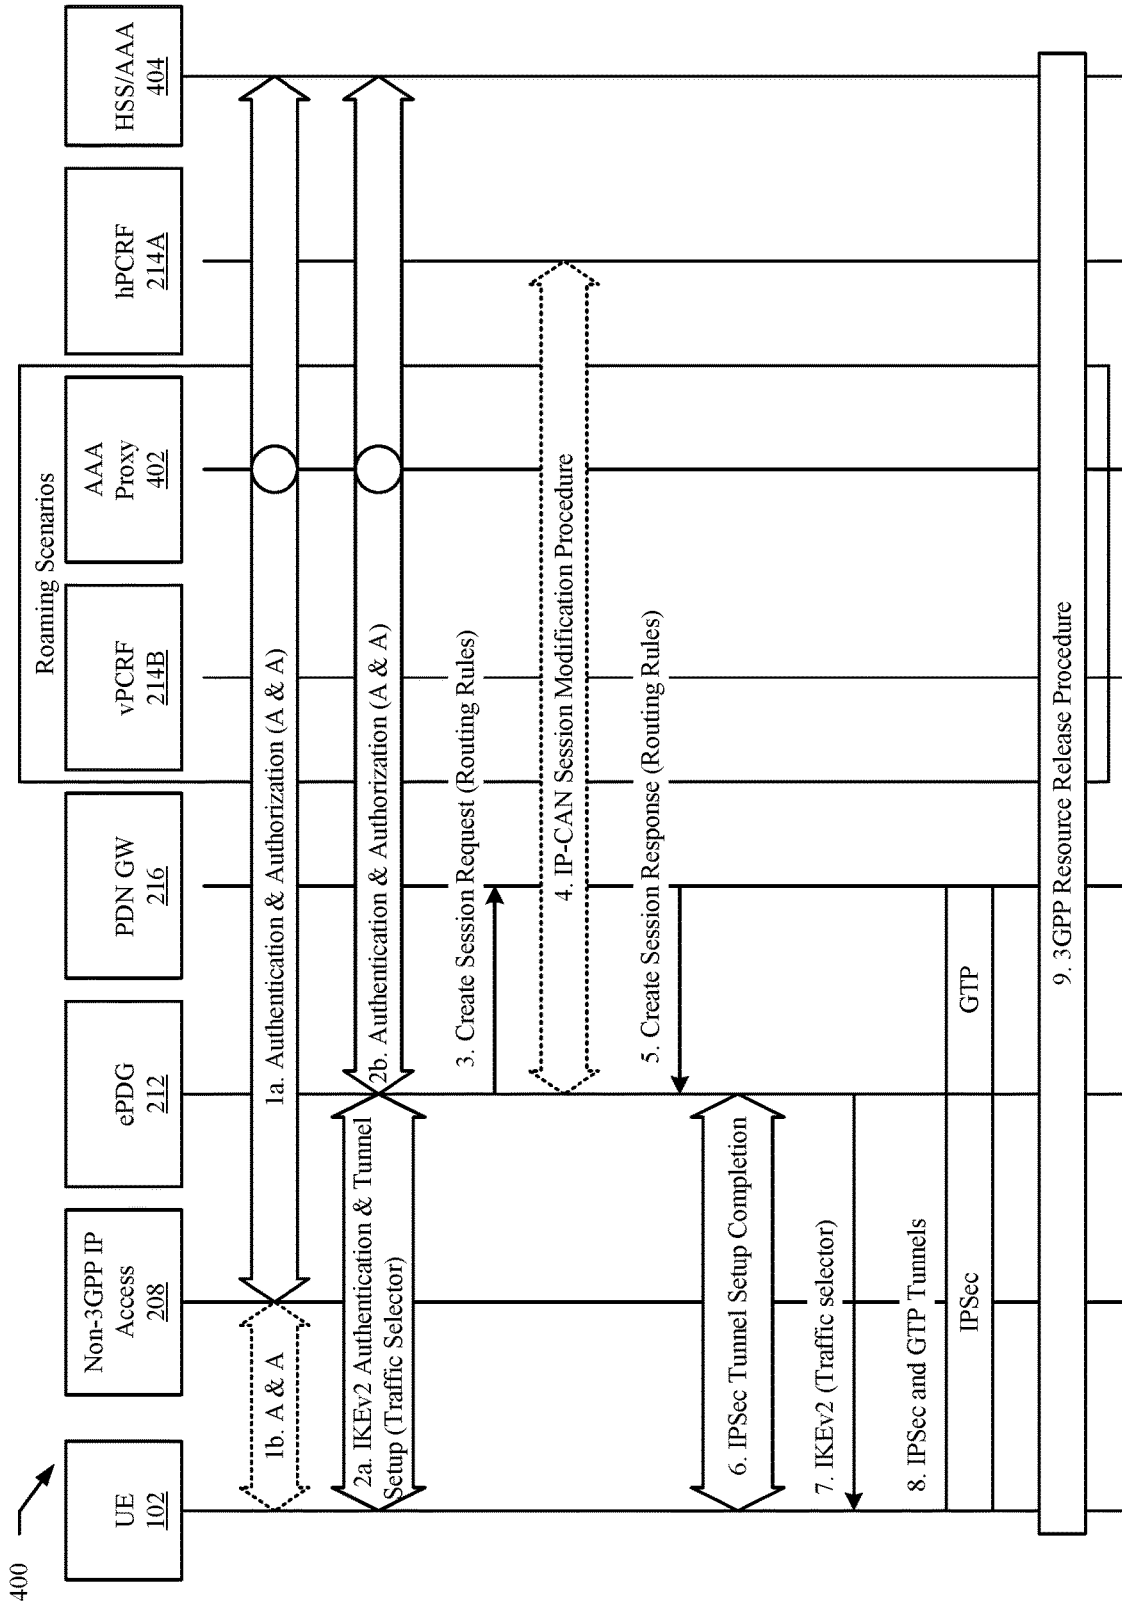 400
UE
102
Non-3GPP IP
Access
208
ePDG
212
PDN GW
216
Roaming Scenarios
vPCRF
214B
AAA
Proxy
402
hPCRF
214A
HSS/AAA
404
1a. Authentication & Authorization (A & A)
1b. A & A
2a. IKEv2 Authentication & Tunnel
Setup (Traffic Selector)
2b. Authentication & Authorization (A & A)
3. Create Session Request (Routing Rules)
4. IP-CAN Session Modification Procedure
5. Create Session Response (Routing Rules)
6. IPSec Tunnel Setup Completion
7. IKEv2 (Traffic selector)
8. IPSec and GTP Tunnels
IPSec
GTP
9. 3GPP Resource Release Procedure